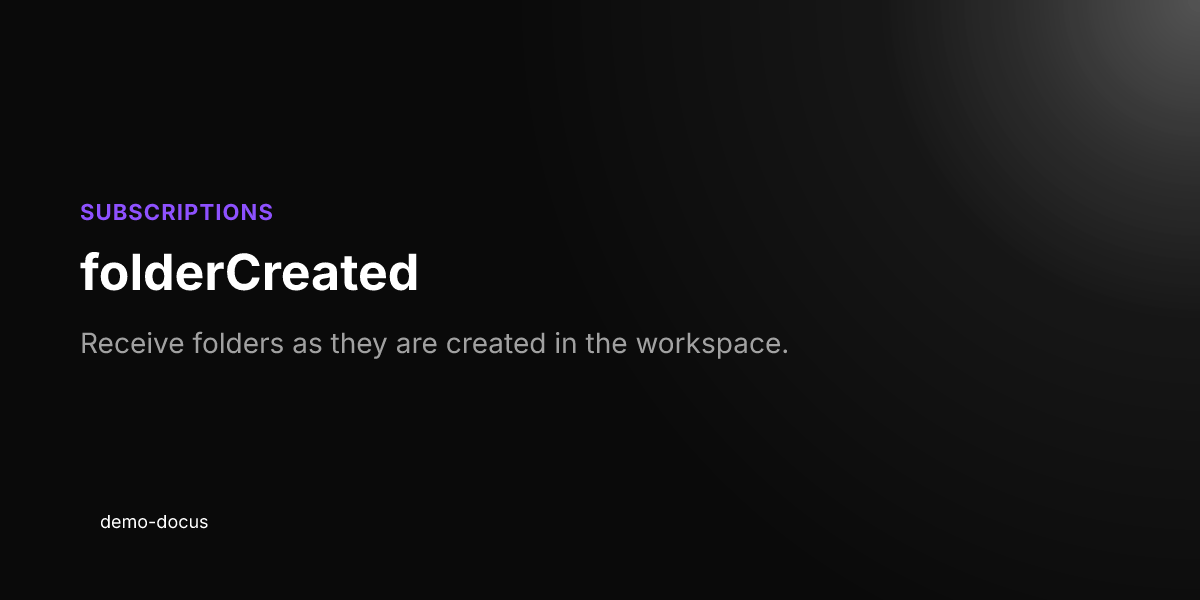 SUBSCRIPTIONS
folderCreated
Receive folders as they are created in the workspace.
demo-docus